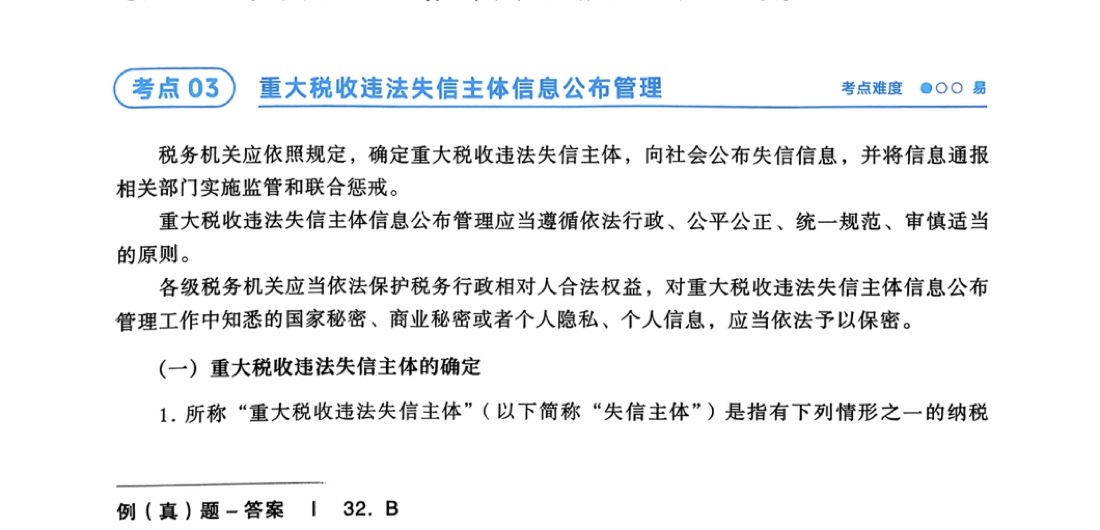 考点 03 重大税收违法失信主体信息公布管理 考点难度 ●○○ 易
税务机关应依照规定，确定重大税收违法失信主体，向社会公布失信信息，并将信息通报
相关部门实施监管和联合惩戒。
重大税收违法失信主体信息公布管理应当遵循依法行政、公平公正、统一规范、审慎适当
的原则。
各级税务机关应当依法保护税务行政相对人合法权益，对重大税收违法失信主体信息公布
管理工作中知悉的国家秘密、商业秘密或者个人隐私、个人信息，应当依法予以保密。
（一）重大税收违法失信主体的确定
1. 所称“重大税收违法失信主体”（以下简称“失信主体”）是指有下列情形之一的纳税
例（真）题－答案 | 32. B